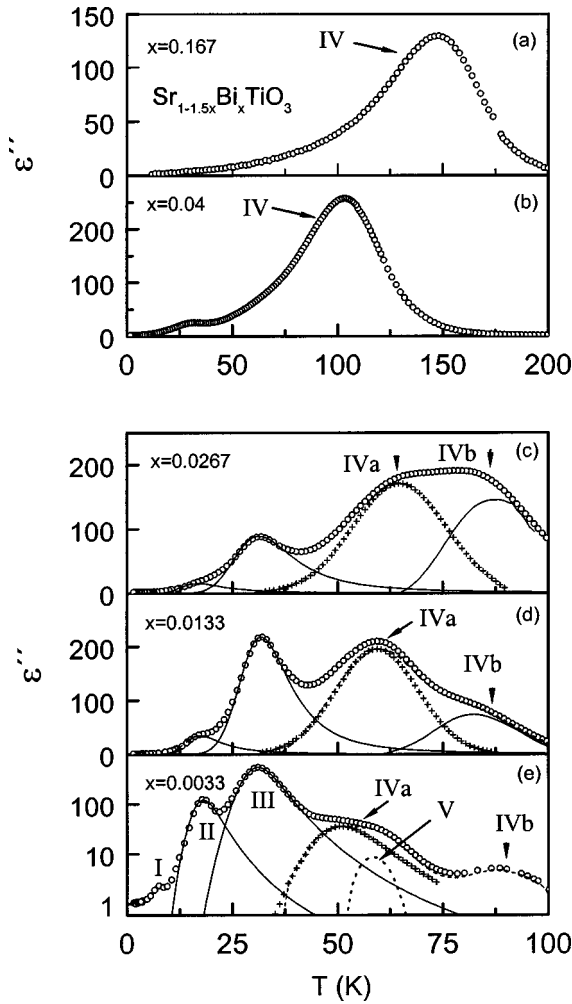 150
x=0.167
IV
(a)
100
Sr1-1.5xBixTiO3
50
ε′′
0
x=0.04
IV
(b)
200
100
0
0 50 100 150 200
x=0.0267
IVa
IVb
(c)
200
100
0
x=0.0133
IVa
(d)
200
IVb
100
ε′′
0
x=0.0033
IVa
(e)
100
II
III
V
IVb
10
I
1
0 25 50 75 100
T (K)